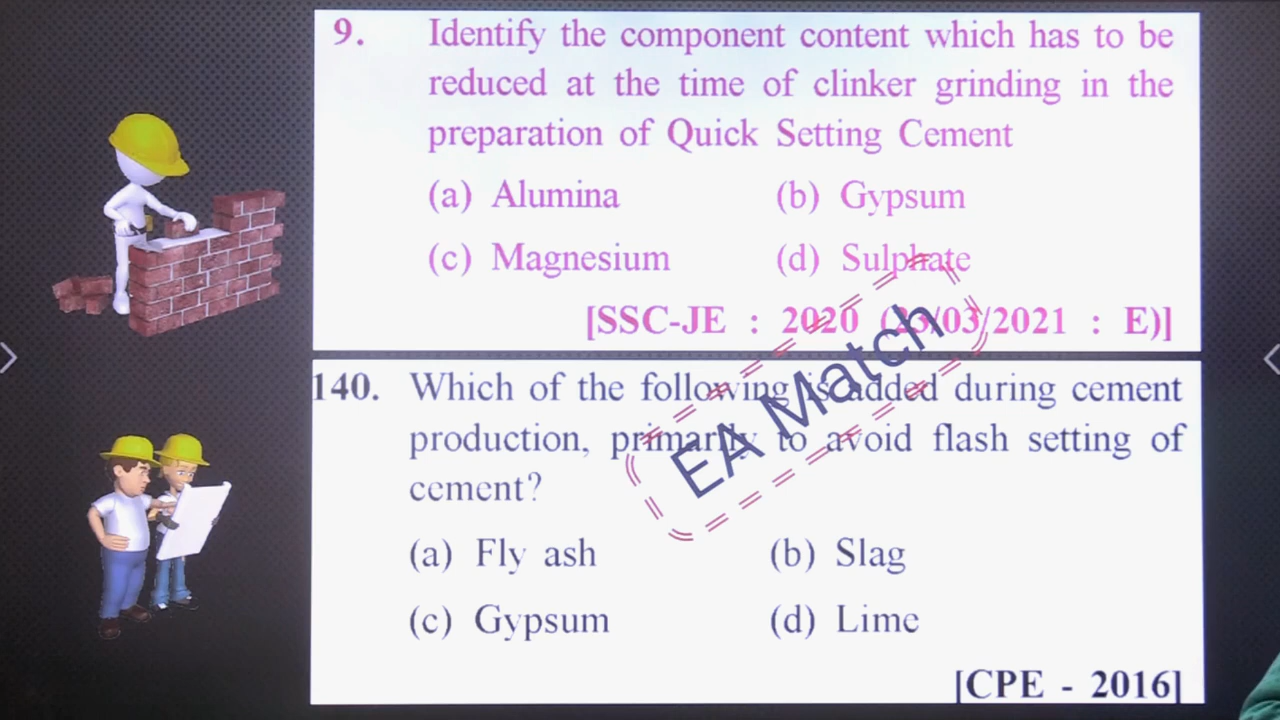 9. Identify the component content which has to be
reduced at the time of clinker grinding in the
preparation of Quick Setting Cement
(a) Alumina (b) Gypsum
(c) Magnesium (d) Sulphate
[SSC-JE : 2020 (23/03/2021 : E)]
140. Which of the following is added during cement
production, primarily to avoid flash setting of
cement?
(a) Fly ash (b) Slag
(c) Gypsum (d) Lime
[CPE - 2016]
EA Match